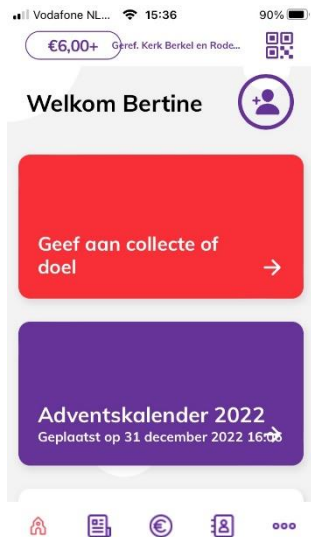 Vodafone NL... 15:36 90%
€6,00+ Geref. Kerk Berkel en Rode...
Welkom Bertine
Geef aan collecte of
doel
Adventskalender 2022
Geplaatst op 31 december 2022 16:06